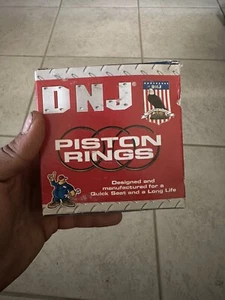 DNJ
PISTON
RINGS
Designed and
manufactured for a
Quick Seat and a Long Life